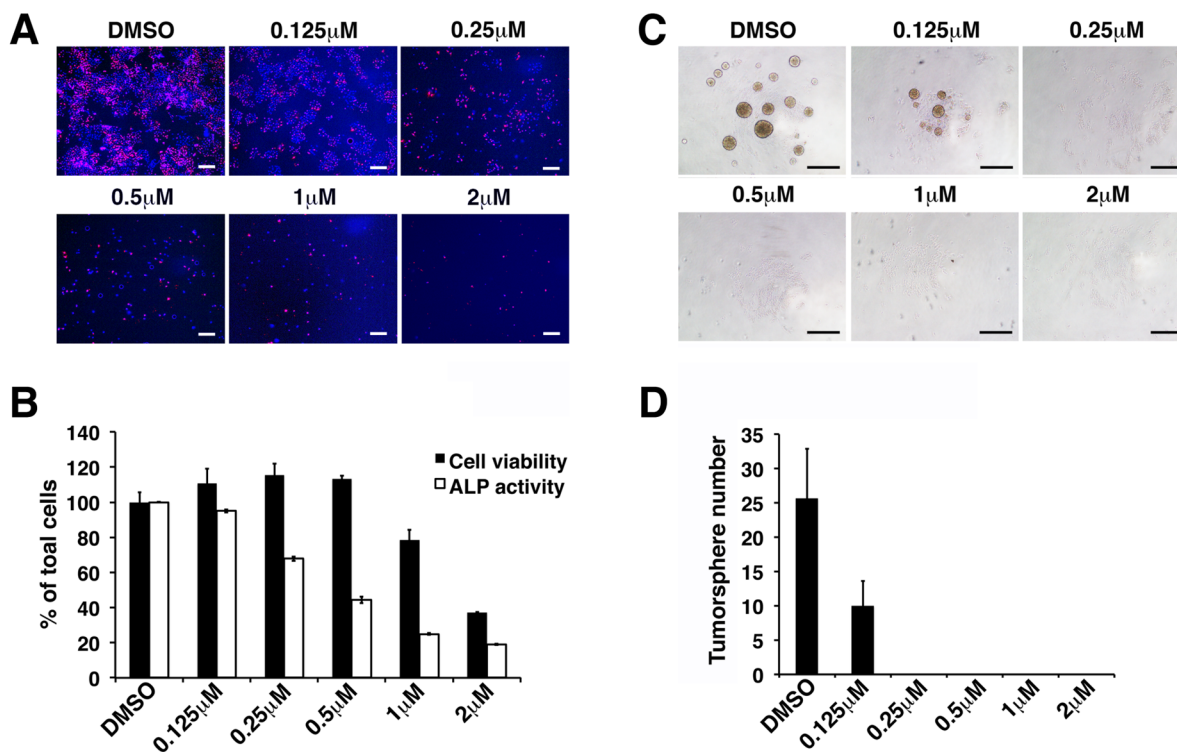 A
DMSO 0.125μM 0.25μM
0.5μM 1μM 2μM
C
DMSO 0.125μM 0.25μM
0.5μM 1μM 2μM
B
% of toal cells
140
120
100
80
60
40
20
0
Cell viability
ALP activity
DMSO 0.125μM 0.25μM 0.5μM 1μM 2μM
D
Tumorsphere number
35
30
25
20
15
10
5
0
DMSO 0.125μM 0.25μM 0.5μM 1μM 2μM